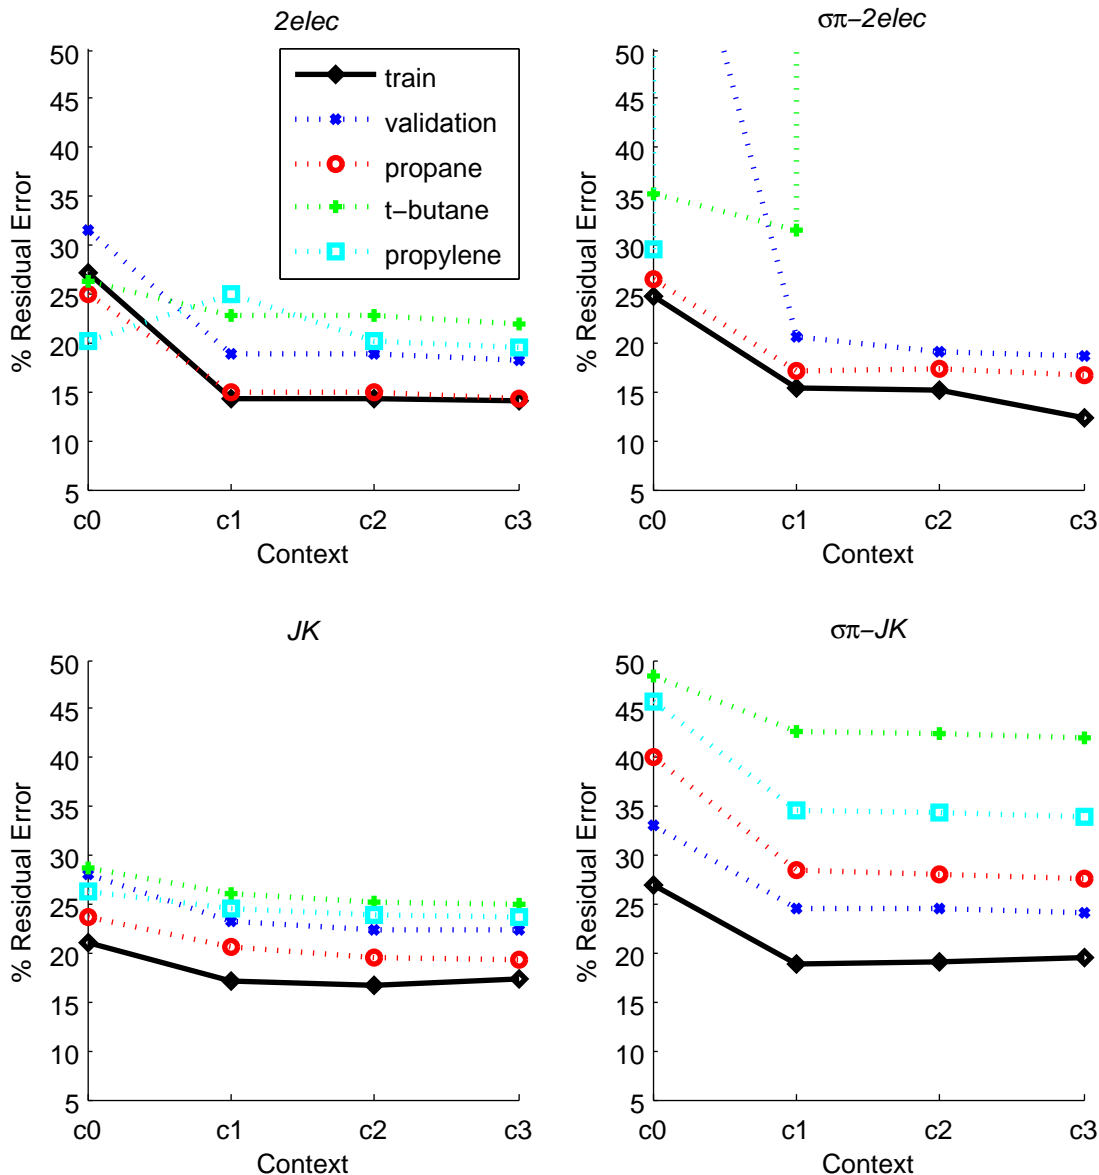 2elec
50
45
40
35
30
25
20
15
10
5
% Residual Error
train
validation
propane
t−butane
propylene
c0 c1 c2 c3
Context
σπ−2elec
50
45
40
35
30
25
20
15
10
5
% Residual Error
c0 c1 c2 c3
Context
JK
50
45
40
35
30
25
20
15
10
5
% Residual Error
c0 c1 c2 c3
Context
σπ−JK
50
45
40
35
30
25
20
15
10
5
% Residual Error
c0 c1 c2 c3
Context